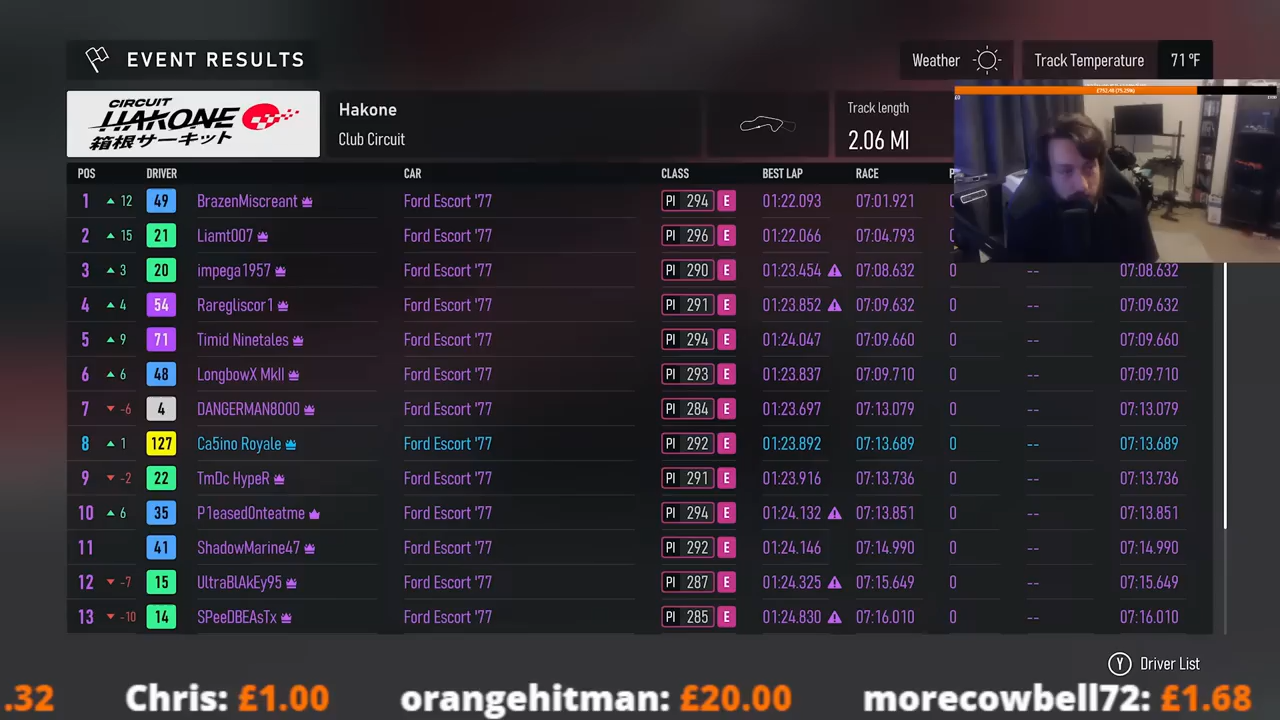 EVENT RESULTS
Weather
Track Temperature 71 °F
CIRCUIT
HAKONE
箱根サーキット
Hakone
Club Circuit
Track length
2.06 MI
£752.49 (75.25%)
£0
POS DRIVER CAR CLASS BEST LAP RACE P
1 12 49 BrazenMiscreant Ford Escort '77 PI 294 E 01:22.093 07:01.921 0
2 15 21 Liamt007 Ford Escort '77 PI 296 E 01:22.066 07:04.793 0
3 3 20 impega1957 Ford Escort '77 PI 290 E 01:23.454 07:08.632 0 -- 07:08.632
4 4 54 Raregliscor1 Ford Escort '77 PI 291 E 01:23.852 07:09.632 0 -- 07:09.632
5 9 71 Timid Ninetales Ford Escort '77 PI 294 E 01:24.047 07:09.660 0 -- 07:09.660
6 6 48 LongbowX MkII Ford Escort '77 PI 293 E 01:23.837 07:09.710 0 -- 07:09.710
7 -6 4 DANGERMAN8000 Ford Escort '77 PI 284 E 01:23.697 07:13.079 0 -- 07:13.079
8 1 127 Ca5ino Royale Ford Escort '77 PI 292 E 01:23.892 07:13.689 0 -- 07:13.689
9 -2 22 TmDc HypeR Ford Escort '77 PI 291 E 01:23.916 07:13.736 0 -- 07:13.736
10 6 35 P1eased0nteatme Ford Escort '77 PI 294 E 01:24.132 07:13.851 0 -- 07:13.851
11 41 ShadowMarine47 Ford Escort '77 PI 292 E 01:24.146 07:14.990 0 -- 07:14.990
12 -7 15 UltraBlAkEy95 Ford Escort '77 PI 287 E 01:24.325 07:15.649 0 -- 07:15.649
13 -10 14 SPeeDBEAsTx Ford Escort '77 PI 285 E 01:24.830 07:16.010 0 -- 07:16.010
Y Driver List
.32 Chris: £1.00 orangehitman: £20.00 morecowbell72: £1.68